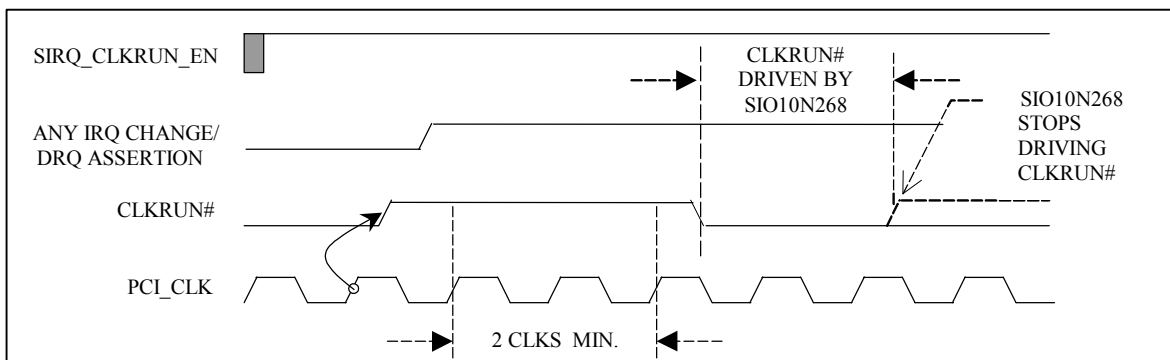 SIRQ_CLKRUN_EN
CLKRUN#
DRIVEN BY
SIO10N268
SIO10N268
STOPS
DRIVING
CLKRUN#
ANY IRQ CHANGE/
DRQ ASSERTION
CLKRUN#
PCI_CLK
2 CLKS MIN.